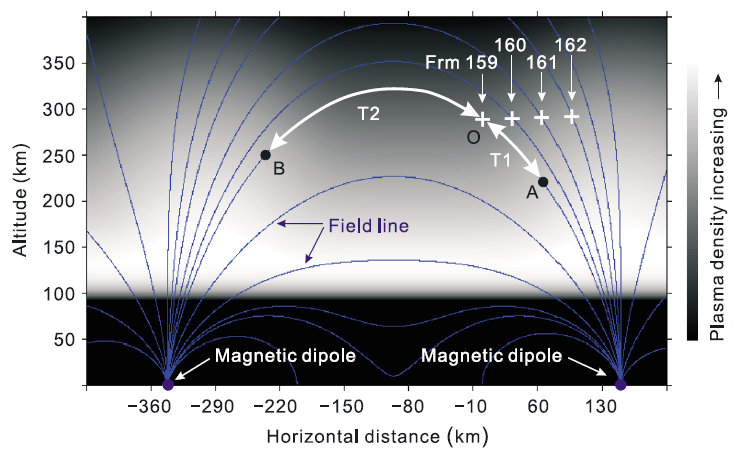 Altitude (km)
350
300
250
200
150
100
50
Frm 159
160
161
162
T2
O
T1
B
A
Field line
Magnetic dipole
Magnetic dipole
−360
−290
−220
−150
−80
−10
60
130
Horizontal distance (km)
Plasma density increasing